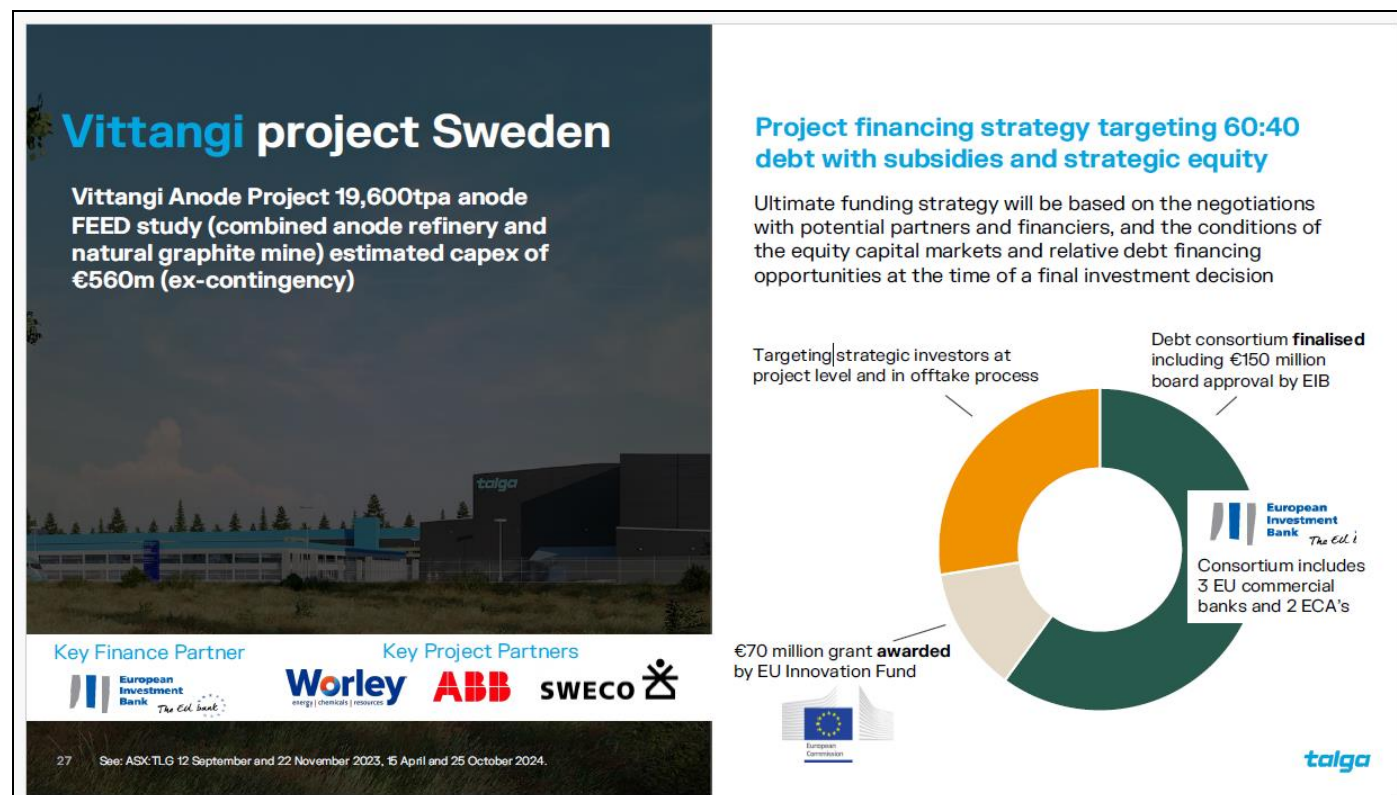 Vittangi project Sweden
Vittangi Anode Project 19,600tpa anode
FEED study (combined anode refinery and
natural graphite mine) estimated capex of
€560m (ex-contingency)
talga
Key Finance Partner
European
Investment
Bank
The EU bank
Key Project Partners
Worley
energy | chemicals | resources
ABB
SWECO
27
See: ASX:TLG 12 September and 22 November 2023, 15 April and 25 October 2024.
Project financing strategy targeting 60:40
debt with subsidies and strategic equity
Ultimate funding strategy will be based on the negotiations
with potential partners and financiers, and the conditions of
the equity capital markets and relative debt financing
opportunities at the time of a final investment decision
Targeting strategic investors at
project level and in offtake process
Debt consortium finalised
including €150 million
board approval by EIB
European
Investment
Bank
The EU
Consortium includes
3 EU commercial
banks and 2 ECA's
€70 million grant awarded
by EU Innovation Fund
European
Commission
talga